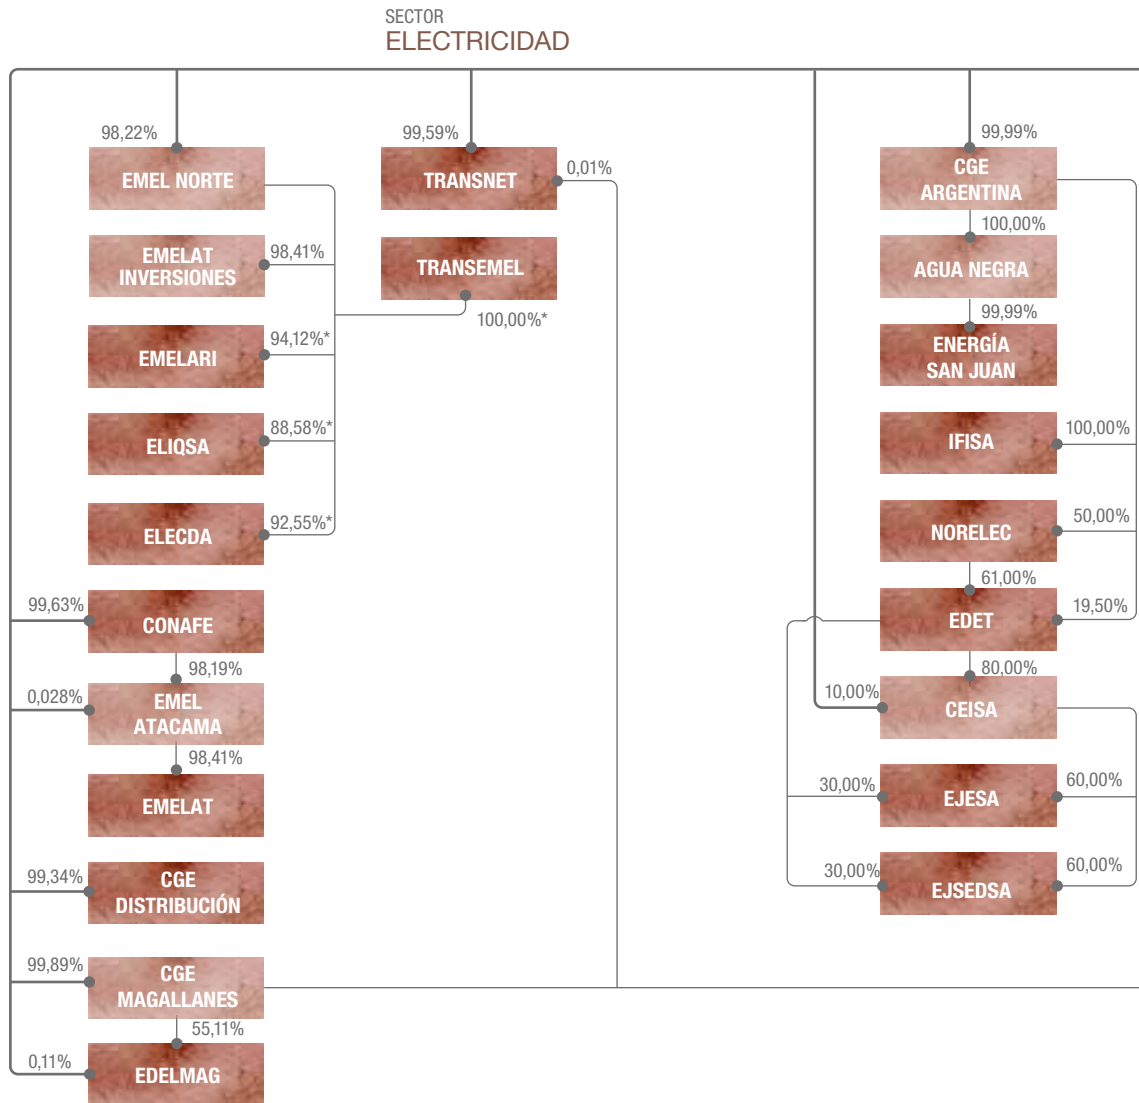 SECTOR
ELECTRICIDAD
98,22%
EMEL NORTE
EMELAT
INVERSIONES
98,41%
EMELARI
94,12%*
ELIQSA
88,58%*
ELECDA
92,55%*
99,63%
CONAFE
98,19%
0,028%
EMEL
ATACAMA
98,41%
EMELAT
99,34%
CGE
DISTRIBUCIÓN
99,89%
CGE
MAGALLANES
55,11%
0,11%
EDELMAG
99,59%
TRANSNET
0,01%
TRANSEMEL
100,00%*
99,99%
CGE
ARGENTINA
100,00%
AGUA NEGRA
99,99%
ENERGÍA
SAN JUAN
IFISA
100,00%
NORELEC
50,00%
61,00%
EDET
19,50%
80,00%
10,00%
CEISA
30,00%
EJESA
60,00%
30,00%
EJSEDSA
60,00%